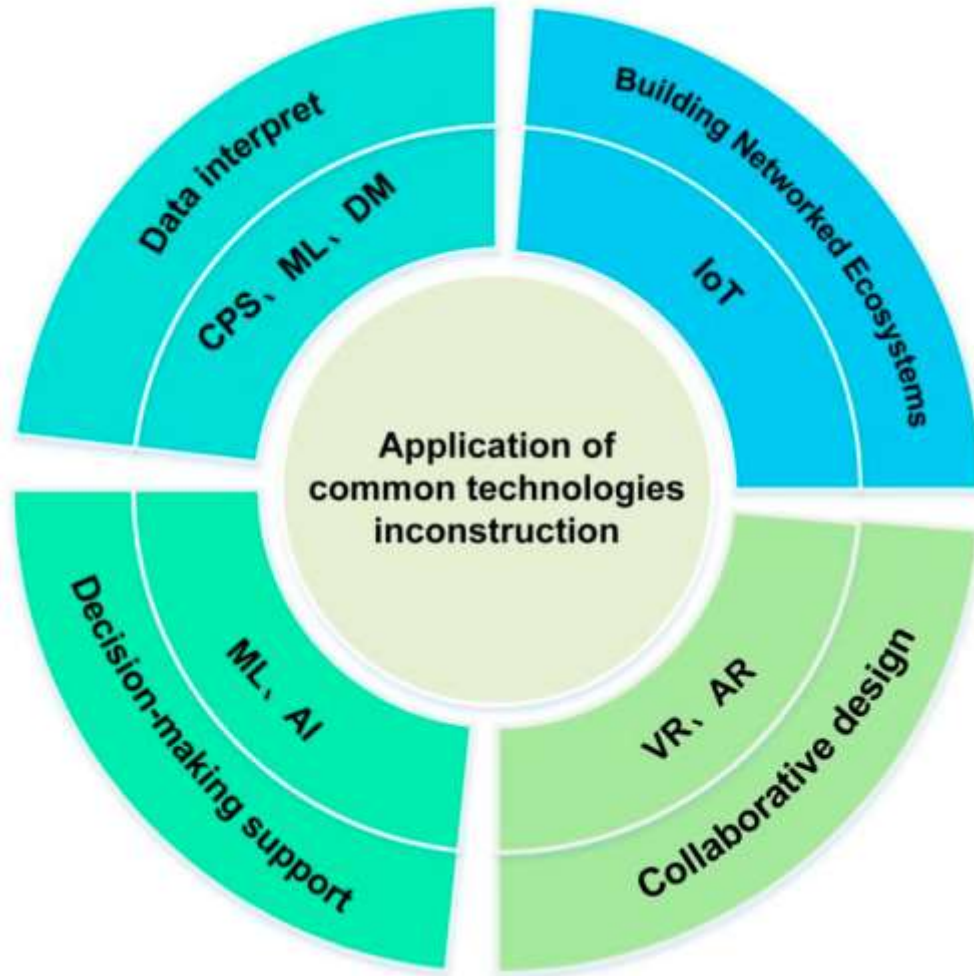 Data interpret
CPS、ML、DM
Building Networked Ecosystems
IoT
Application of
common technologies
inconstruction
Decision-making support
ML、AI
VR、AR
Collaborative design